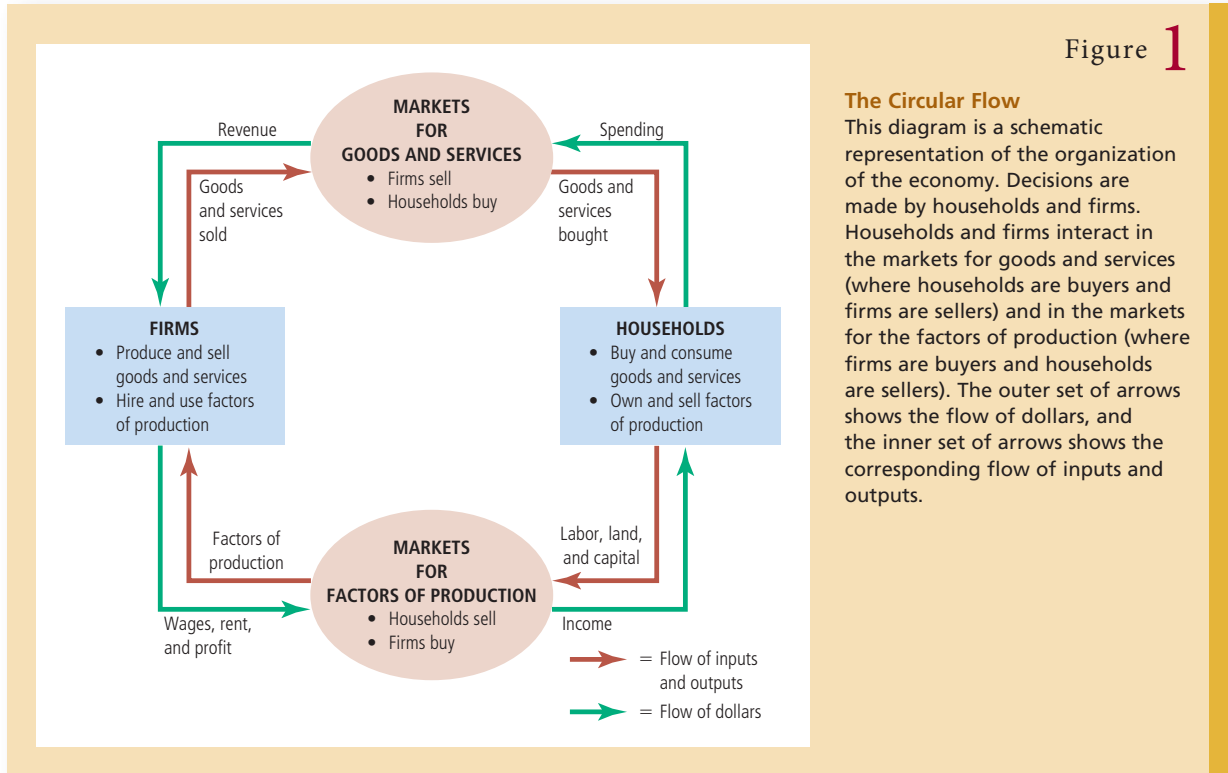 Figure 1
The Circular Flow
This diagram is a schematic
representation of the organization
of the economy. Decisions are
made by households and firms.
Households and firms interact in
the markets for goods and services
(where households are buyers and
firms are sellers) and in the markets
for the factors of production (where
firms are buyers and households
are sellers). The outer set of arrows
shows the flow of dollars, and
the inner set of arrows shows the
corresponding flow of inputs and
outputs.
MARKETS
FOR
GOODS AND SERVICES
• Firms sell
• Households buy
Revenue
Spending
Goods
and services
sold
Goods and
services
bought
FIRMS
• Produce and sell
goods and services
• Hire and use factors
of production
HOUSEHOLDS
• Buy and consume
goods and services
• Own and sell factors
of production
Factors of
production
Labor, land,
and capital
MARKETS
FOR
FACTORS OF PRODUCTION
• Households sell
• Firms buy
Wages, rent,
and profit
Income
= Flow of inputs
and outputs
= Flow of dollars